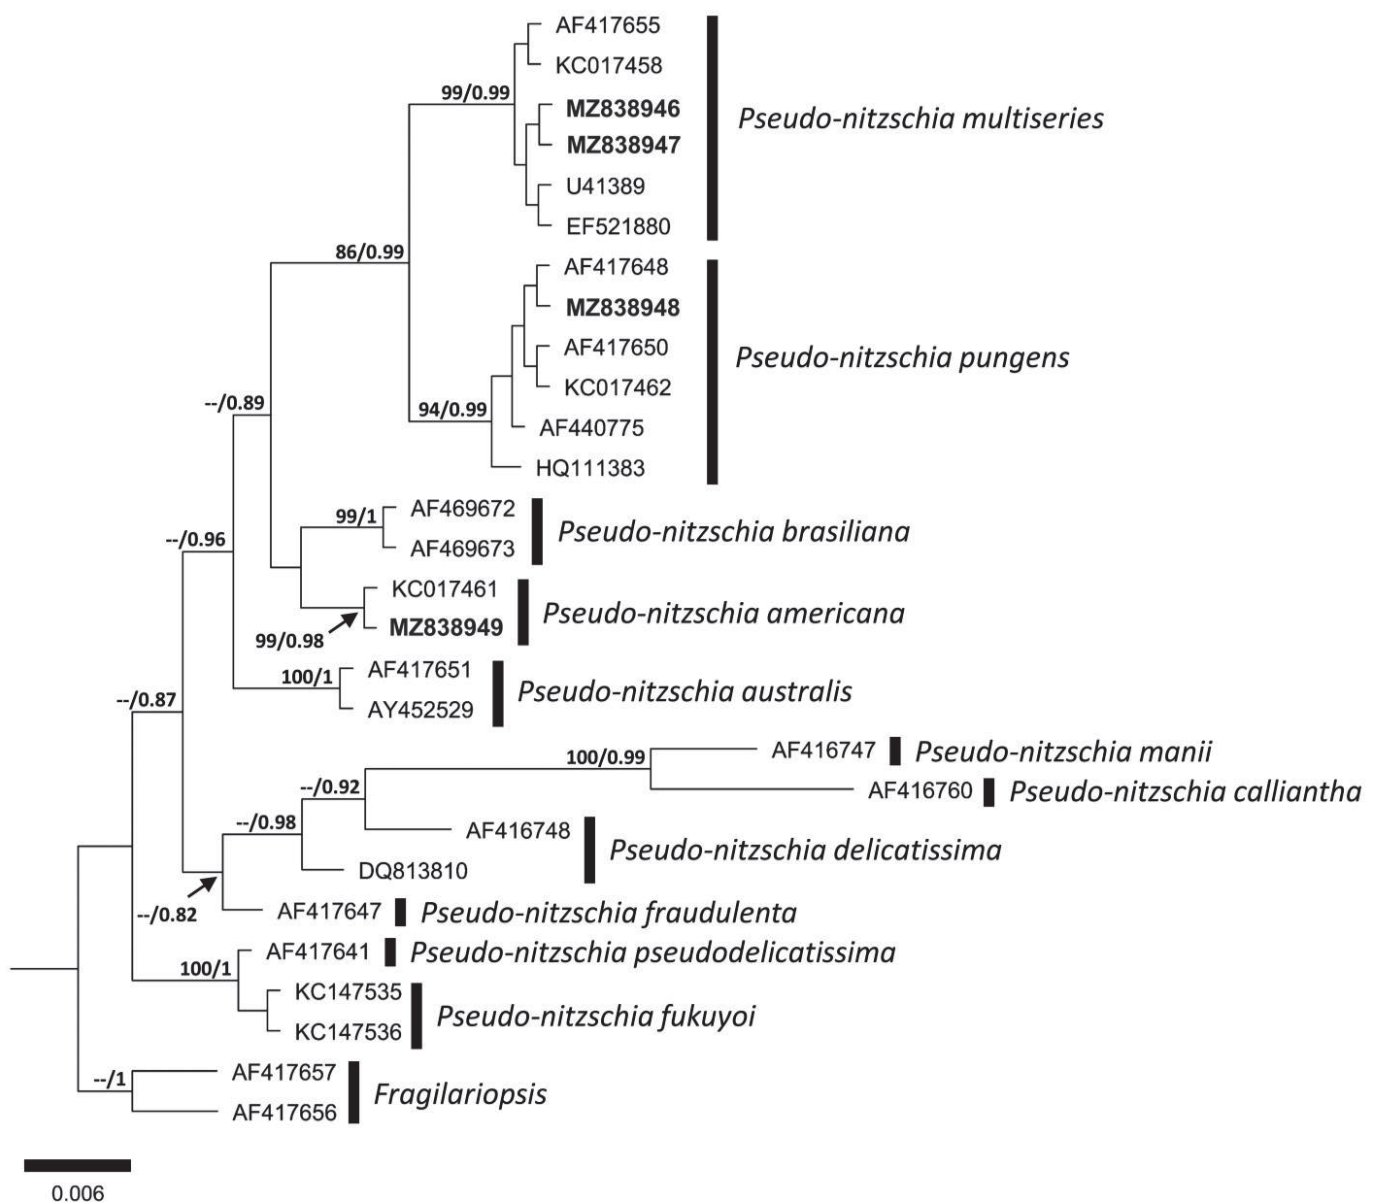 AF417655
KC017458
99/0.99
MZ838946
MZ838947
Pseudo-nitzschia multiseries
U41389
EF521880
86/0.99
AF417648
MZ838948
AF417650
Pseudo-nitzschia pungens
KC017462
--/0.89
94/0.99
AF440775
HQ111383
AF469672
99/1
Pseudo-nitzschia brasiliana
--/0.96
AF469673
KC017461
Pseudo-nitzschia americana
MZ838949
99/0.98
AF417651
100/1
Pseudo-nitzschia australis
--/0.87
AY452529
AF416747
Pseudo-nitzschia manii
100/0.99
AF416760
Pseudo-nitzschia calliantha
--/0.92
--/0.98
AF416748
Pseudo-nitzschia delicatissima
DQ813810
--/0.82
AF417647
Pseudo-nitzschia fraudulenta
AF417641
Pseudo-nitzschia pseudodelicatissima
100/1
KC147535
Pseudo-nitzschia fukuyoi
KC147536
AF417657
--/1
Fragilariopsis
AF417656
0.006